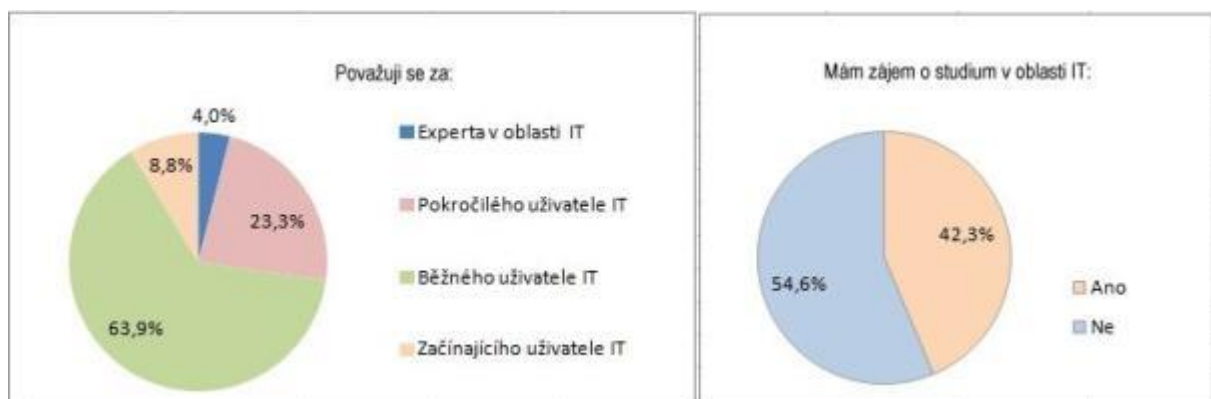 Považuji se za:
4,0%
8,8%
23,3%
63,9%
Experta v oblasti IT
Pokročilého uživatele IT
Běžného uživatele IT
Začínajícího uživatele IT
Mám zájem o studium v oblasti IT:
42,3%
54,6%
Ano
Ne